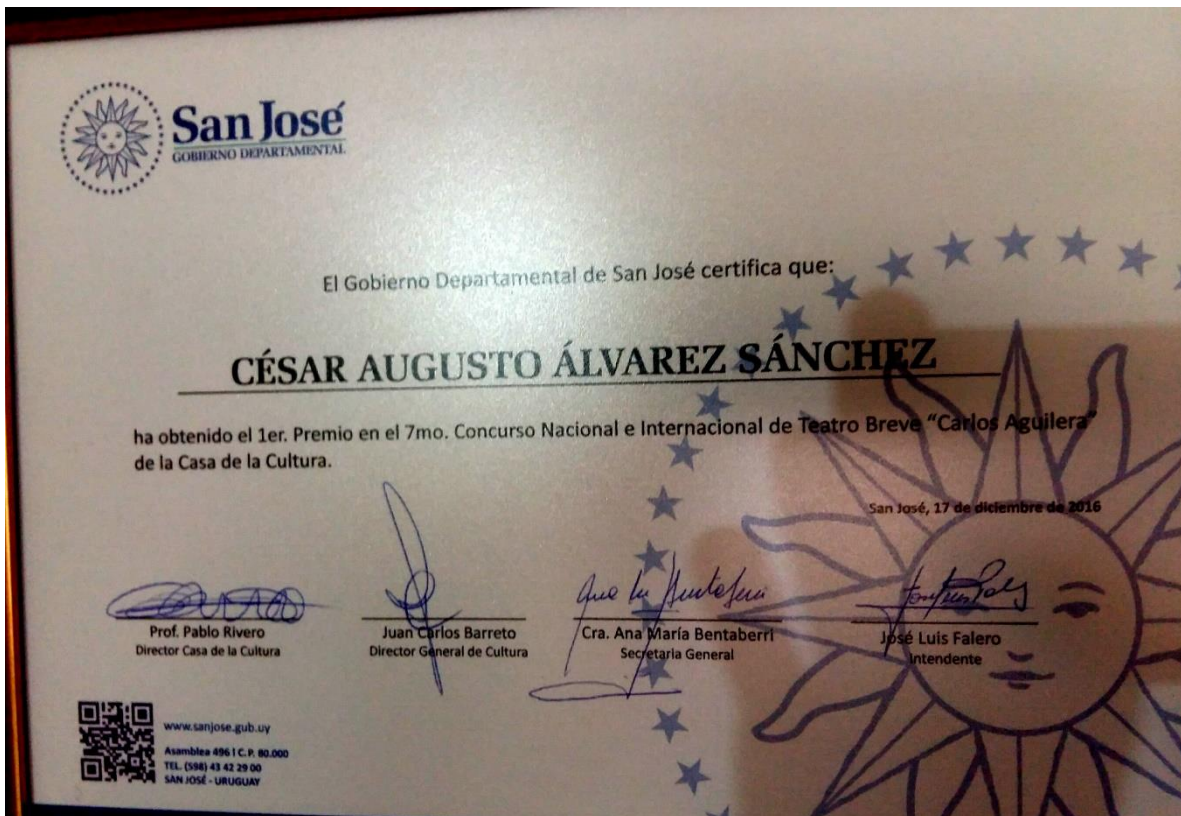 San José
GOBIERNO DEPARTAMENTAL
El Gobierno Departamental de San José certifica que:
CÉSAR AUGUSTO ÁLVAREZ SÁNCHEZ
ha obtenido el 1er. Premio en el 7mo. Concurso Nacional e Internacional de Teatro Breve “Carlos Aguilera”
de la Casa de la Cultura.
San José, 17 de diciembre de 2016
Prof. Pablo Rivero
Director Casa de la Cultura
Juan Carlos Barreto
Director General de Cultura
Cra. Ana María Bentaberri
Secretaria General
José Luis Falero
Intendente
www.sanjose.gub.uy
Asamblea 496 I C.P. 80.000
TEL. (598) 43 42 29 00
SAN JOSÉ - URUGUAY